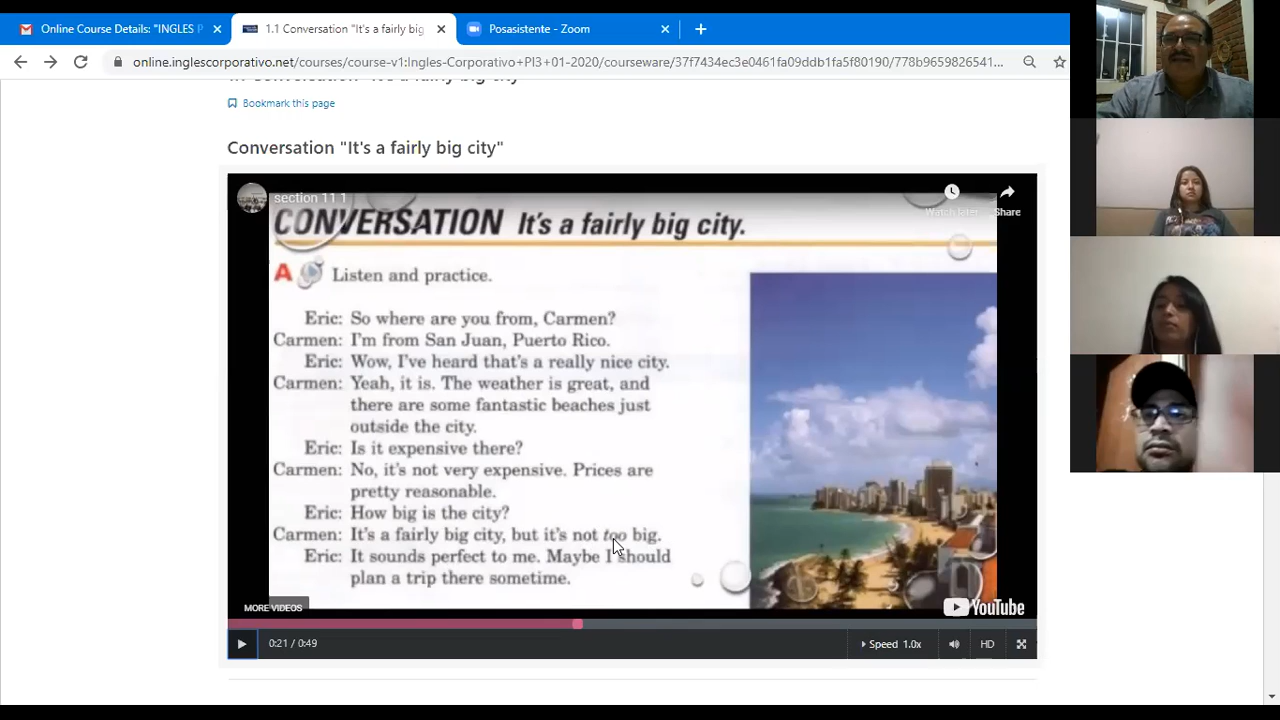 Online Course Details: "INGLES P
1.1 Conversation "It's a fairly big
Posasistente - Zoom
online.inglescorporativo.net/courses/course-v1:Ingles-Corporativo+PI3+01-2020/courseware/37f7434ec3e0461fa09ddb1fa5f80190/778b9659826541...
Bookmark this page
Conversation "It's a fairly big city"
section 11 1
Watch later
Share
CONVERSATION It's a fairly big city.
A Listen and practice.
Eric: So where are you from, Carmen?
Carmen: I'm from San Juan, Puerto Rico.
Eric: Wow, I've heard that's a really nice city.
Carmen: Yeah, it is. The weather is great, and
there are some fantastic beaches just
outside the city.
Eric: Is it expensive there?
Carmen: No, it's not very expensive. Prices are
pretty reasonable.
Eric: How big is the city?
Carmen: It's a fairly big city, but it's not too big.
Eric: It sounds perfect to me. Maybe I should
plan a trip there sometime.
MORE VIDEOS
YouTube
0:21 / 0:49
Speed 1.0x
HD